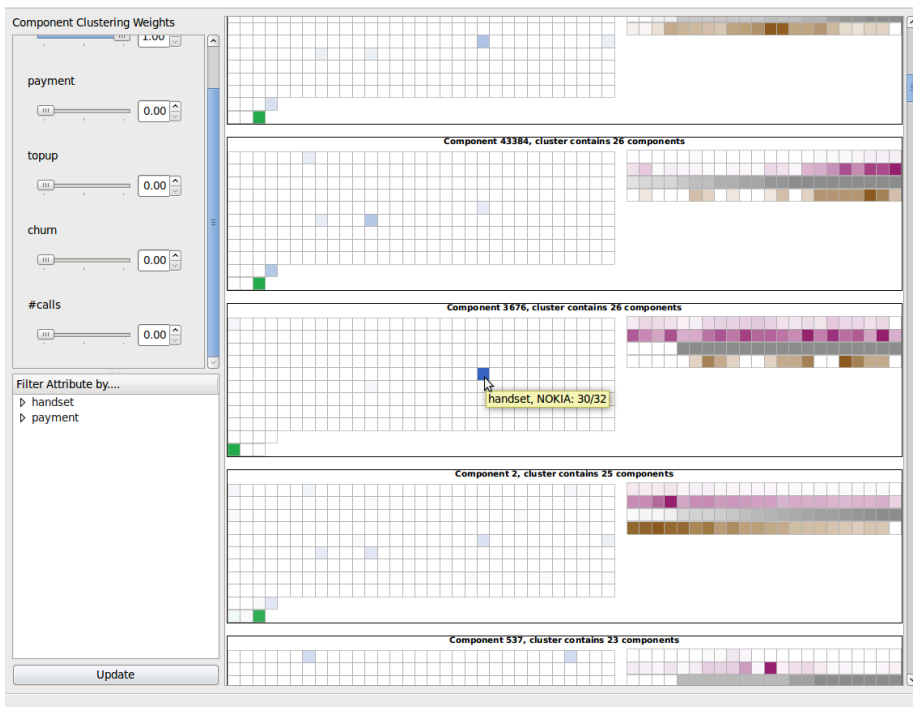 Component Clustering Weights
1.00
payment
0.00
topup
0.00
churn
0.00
#calls
0.00
Filter Attribute by....
handset
payment
Update
Component 43384, cluster contains 26 components
Component 3676, cluster contains 26 components
handset, NOKIA: 30/32
Component 2, cluster contains 25 components
Component 537, cluster contains 23 components